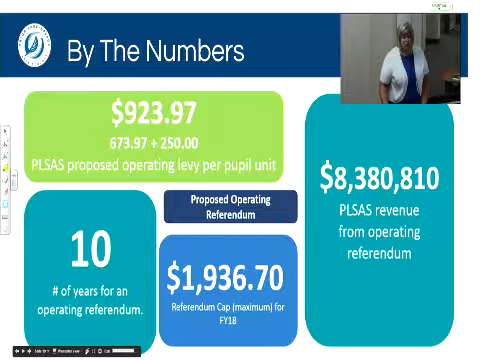 By The Numbers
$923.97
673.97 + 250.00
PLSAS proposed operating levy per pupil unit
Proposed Operating
Referendum
$8,380,810
PLSAS revenue
from operating
referendum
10
# of years for an
operating referendum.
$1,936.70
Referendum Cap (maximum) for
FY18